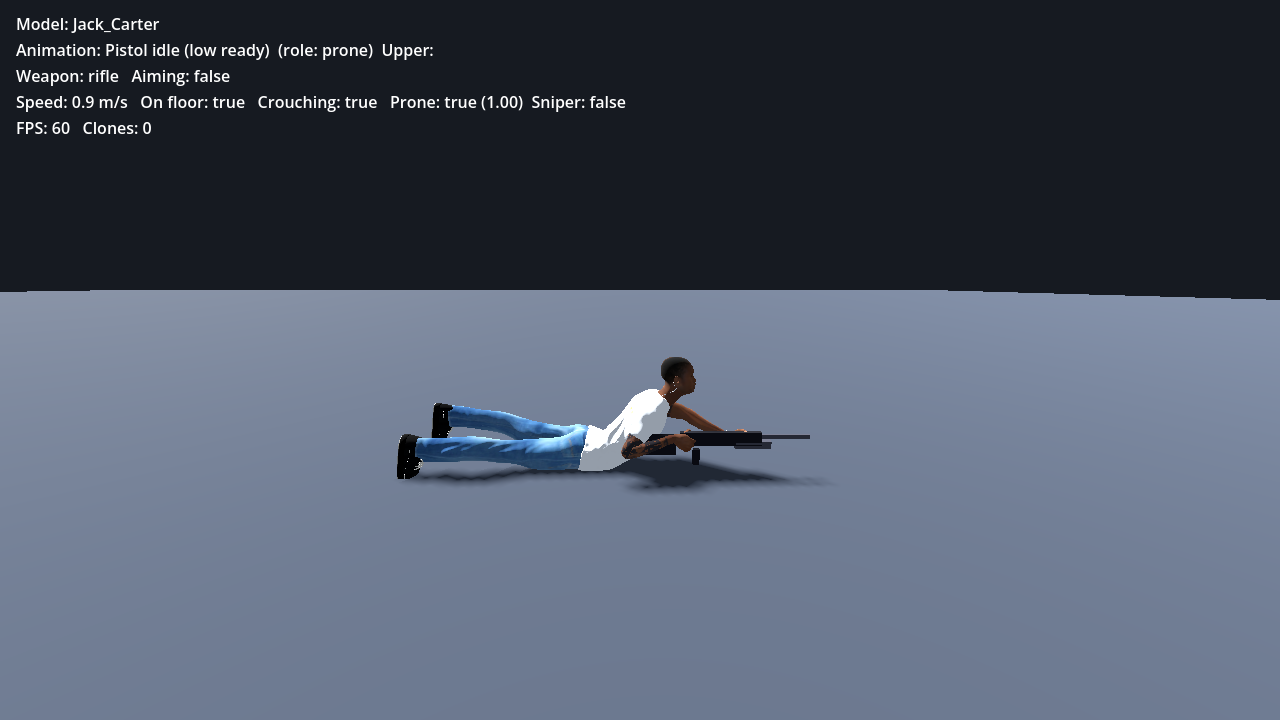 Model: Jack_Carter
Animation: Pistol idle (low ready)  (role: prone)  Upper:
Weapon: rifle   Aiming: false
Speed: 0.9 m/s   On floor: true   Crouching: true   Prone: true (1.00)  Sniper: false
FPS: 60   Clones: 0